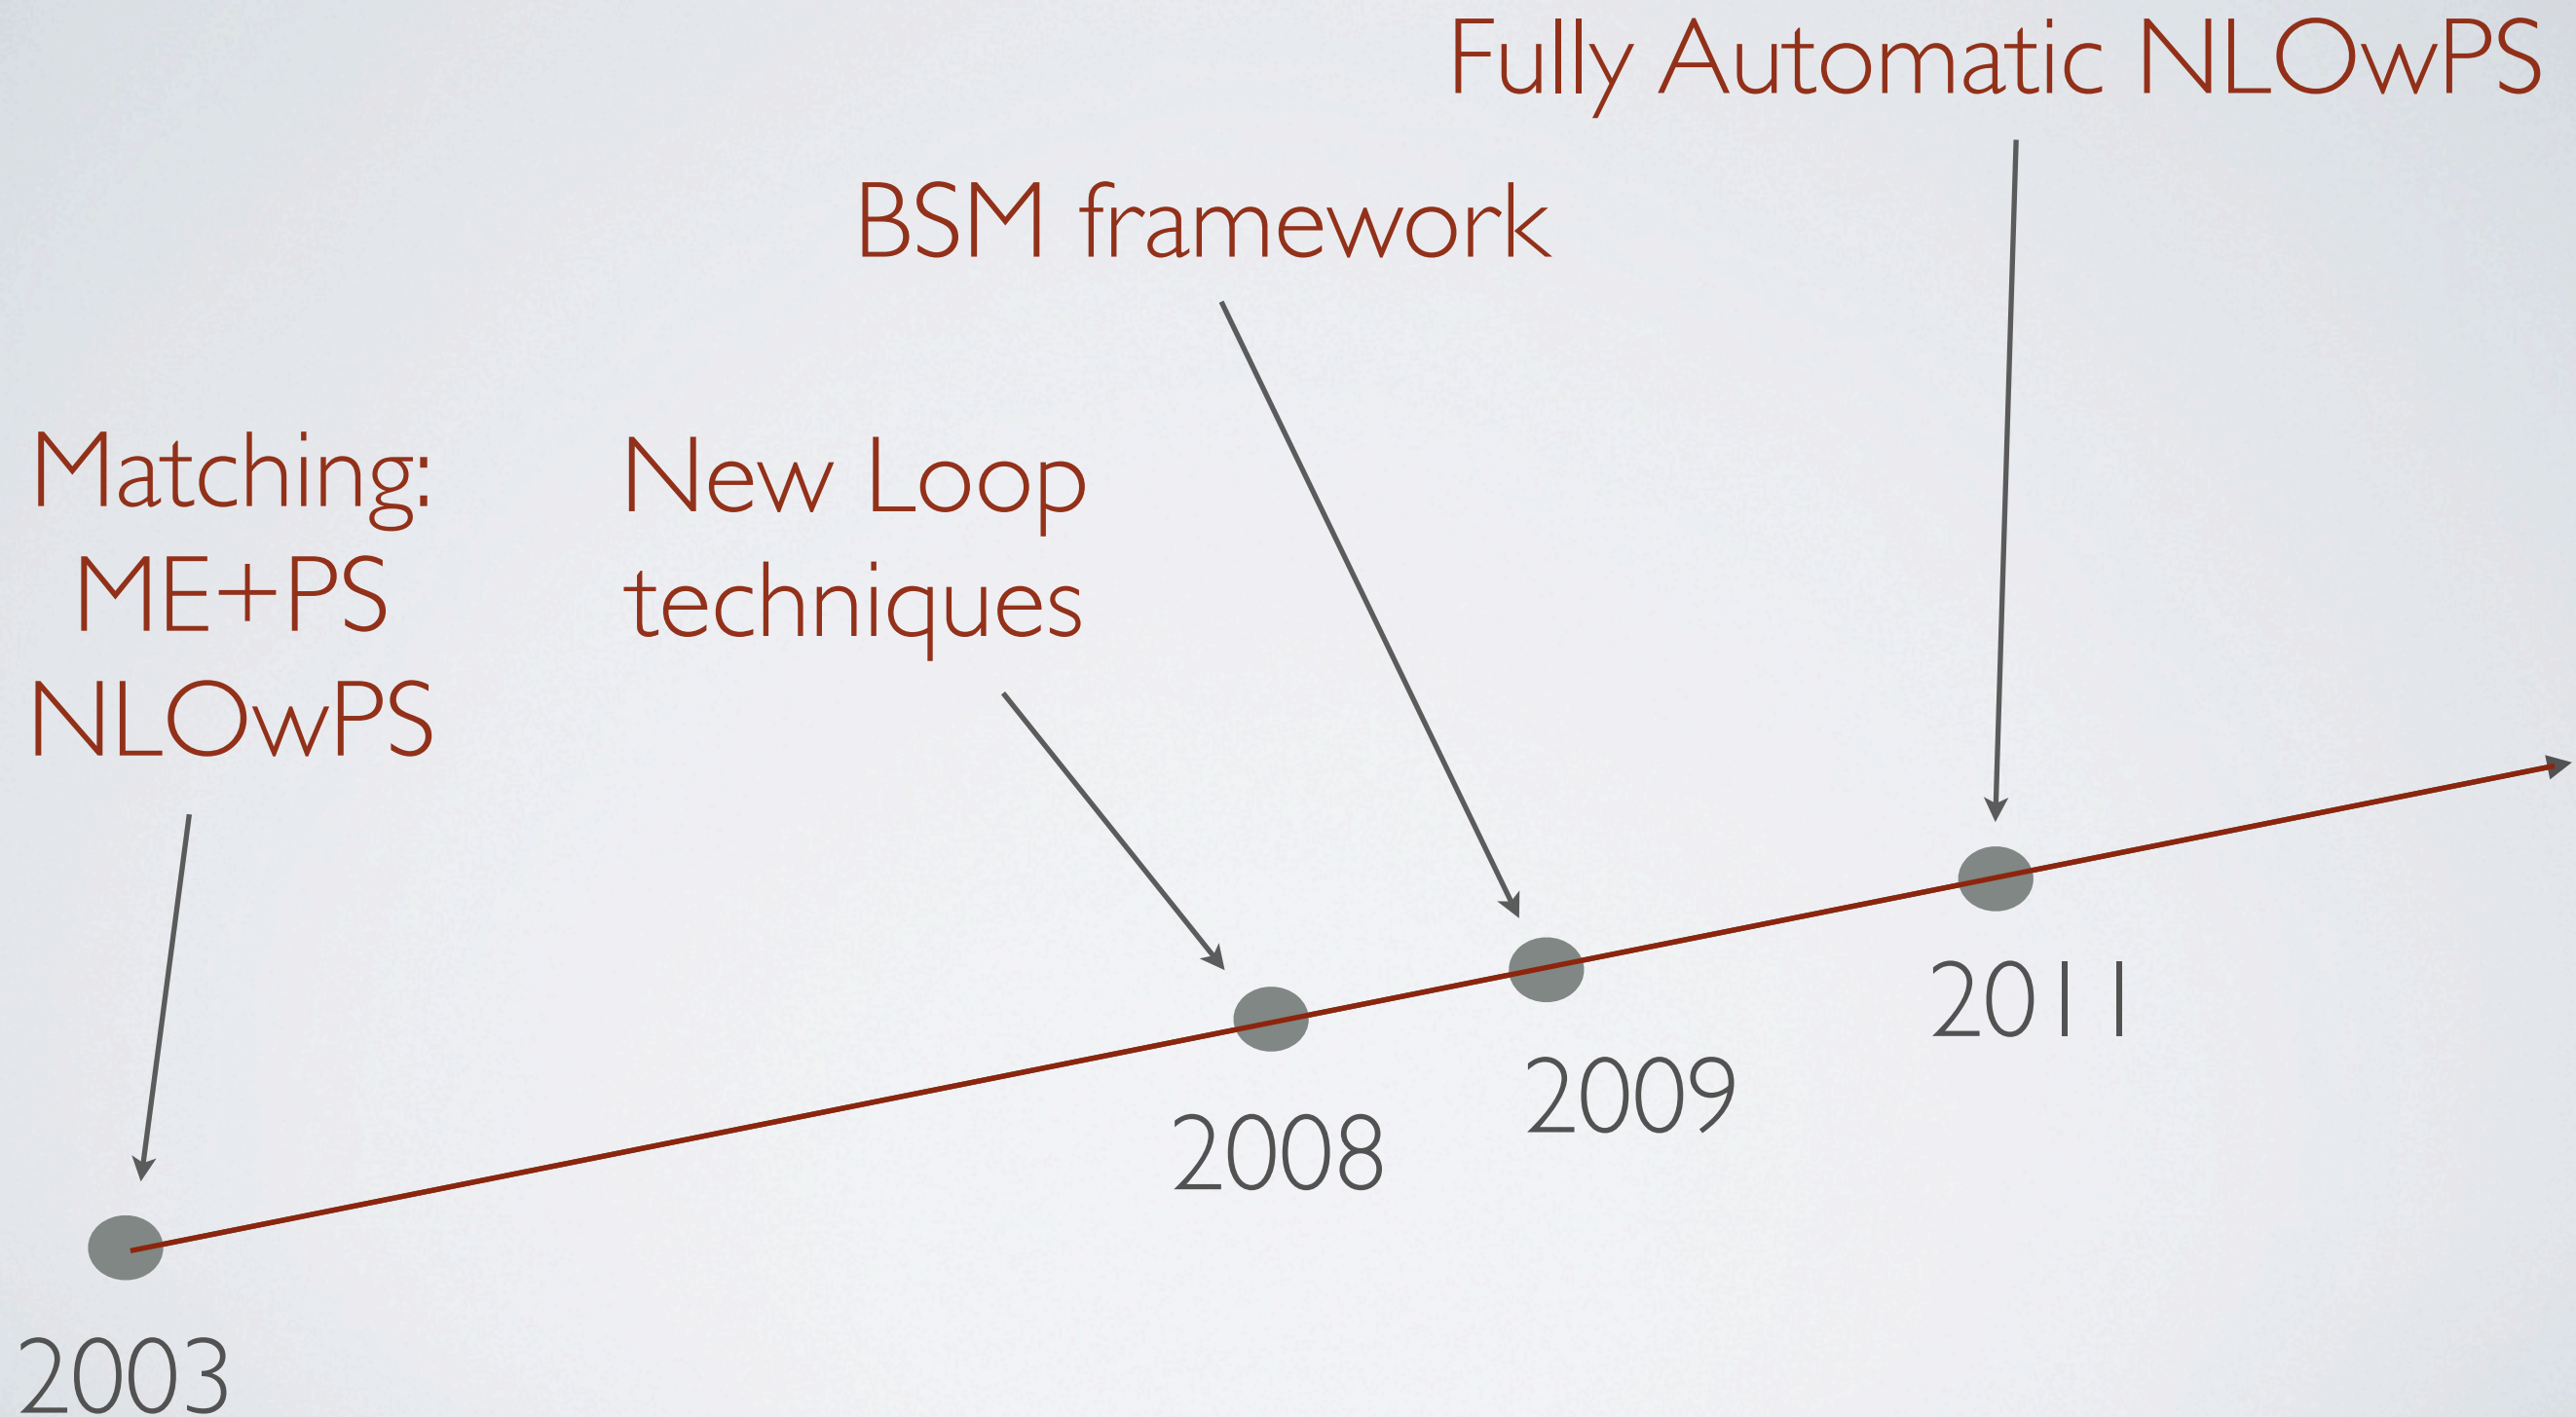 Fully Automatic NLOwPS
BSM framework
Matching:
ME+PS
NLOwPS
New Loop
techniques
2011
2009
2008
2003